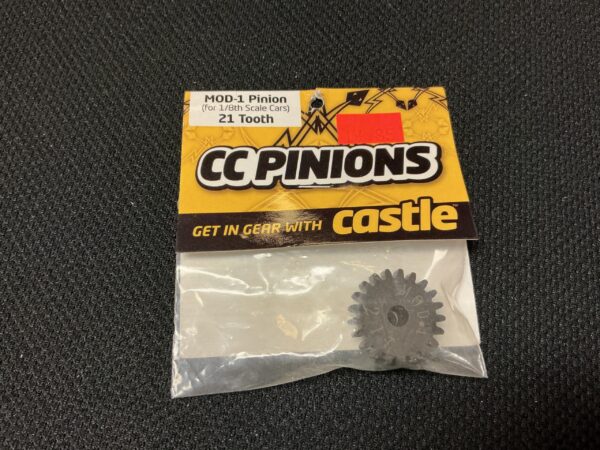 MOD-1 Pinion
(for 1/8th Scale Cars)
21 Tooth
CC PINIONS
GET IN GEAR WITH castle